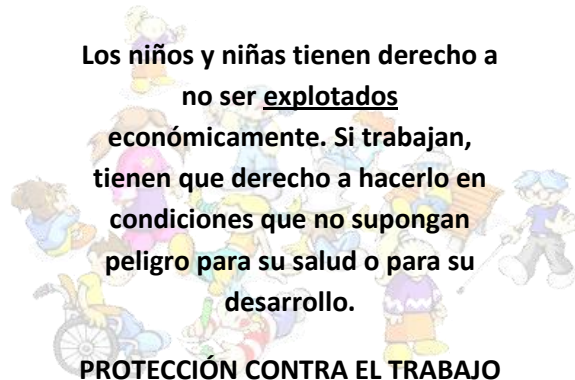 Los niños y niñas tienen derecho a
no ser explotados
económicamente. Si trabajan,
tienen que derecho a hacerlo en
condiciones que no supongan
peligro para su salud o para su
desarrollo.
PROTECCIÓN CONTRA EL TRABAJO